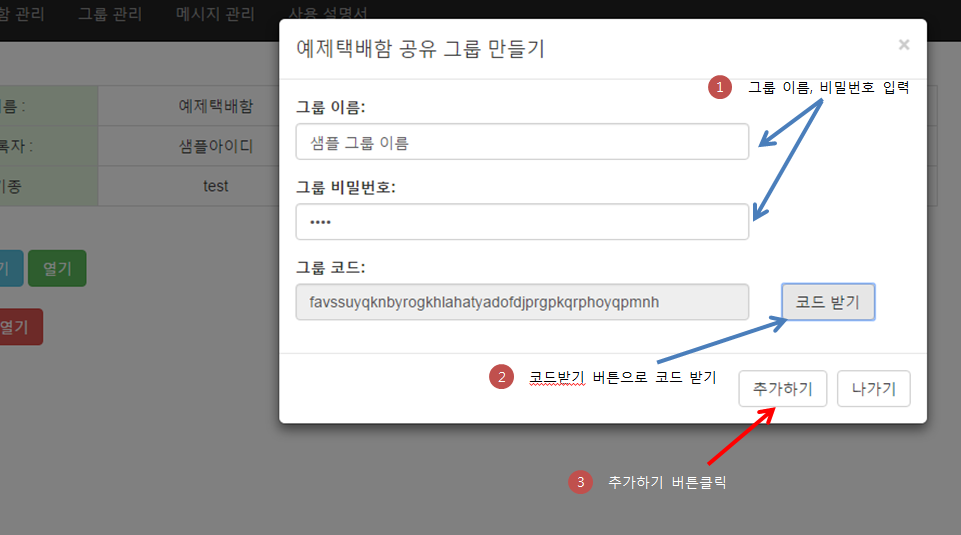 함 관리 그룹 관리 메시지 관리 사용 설명서
예제택배함 공유 그룹 만들기 ×
1 그룹 이름, 비밀번호 입력
그룹 이름:
이름 : 예제택배함
샘플 그룹 이름
록자 : 샘플아이디
기종 test
그룹 비밀번호:
••••
그룹 코드:
기 열기
favssuyqknbyrogkhlahatyadofdjprgpkqrphoyqpmnh 코드 받기
열기
2 코드받기 버튼으로 코드 받기
추가하기 나가기
3 추가하기 버튼클릭